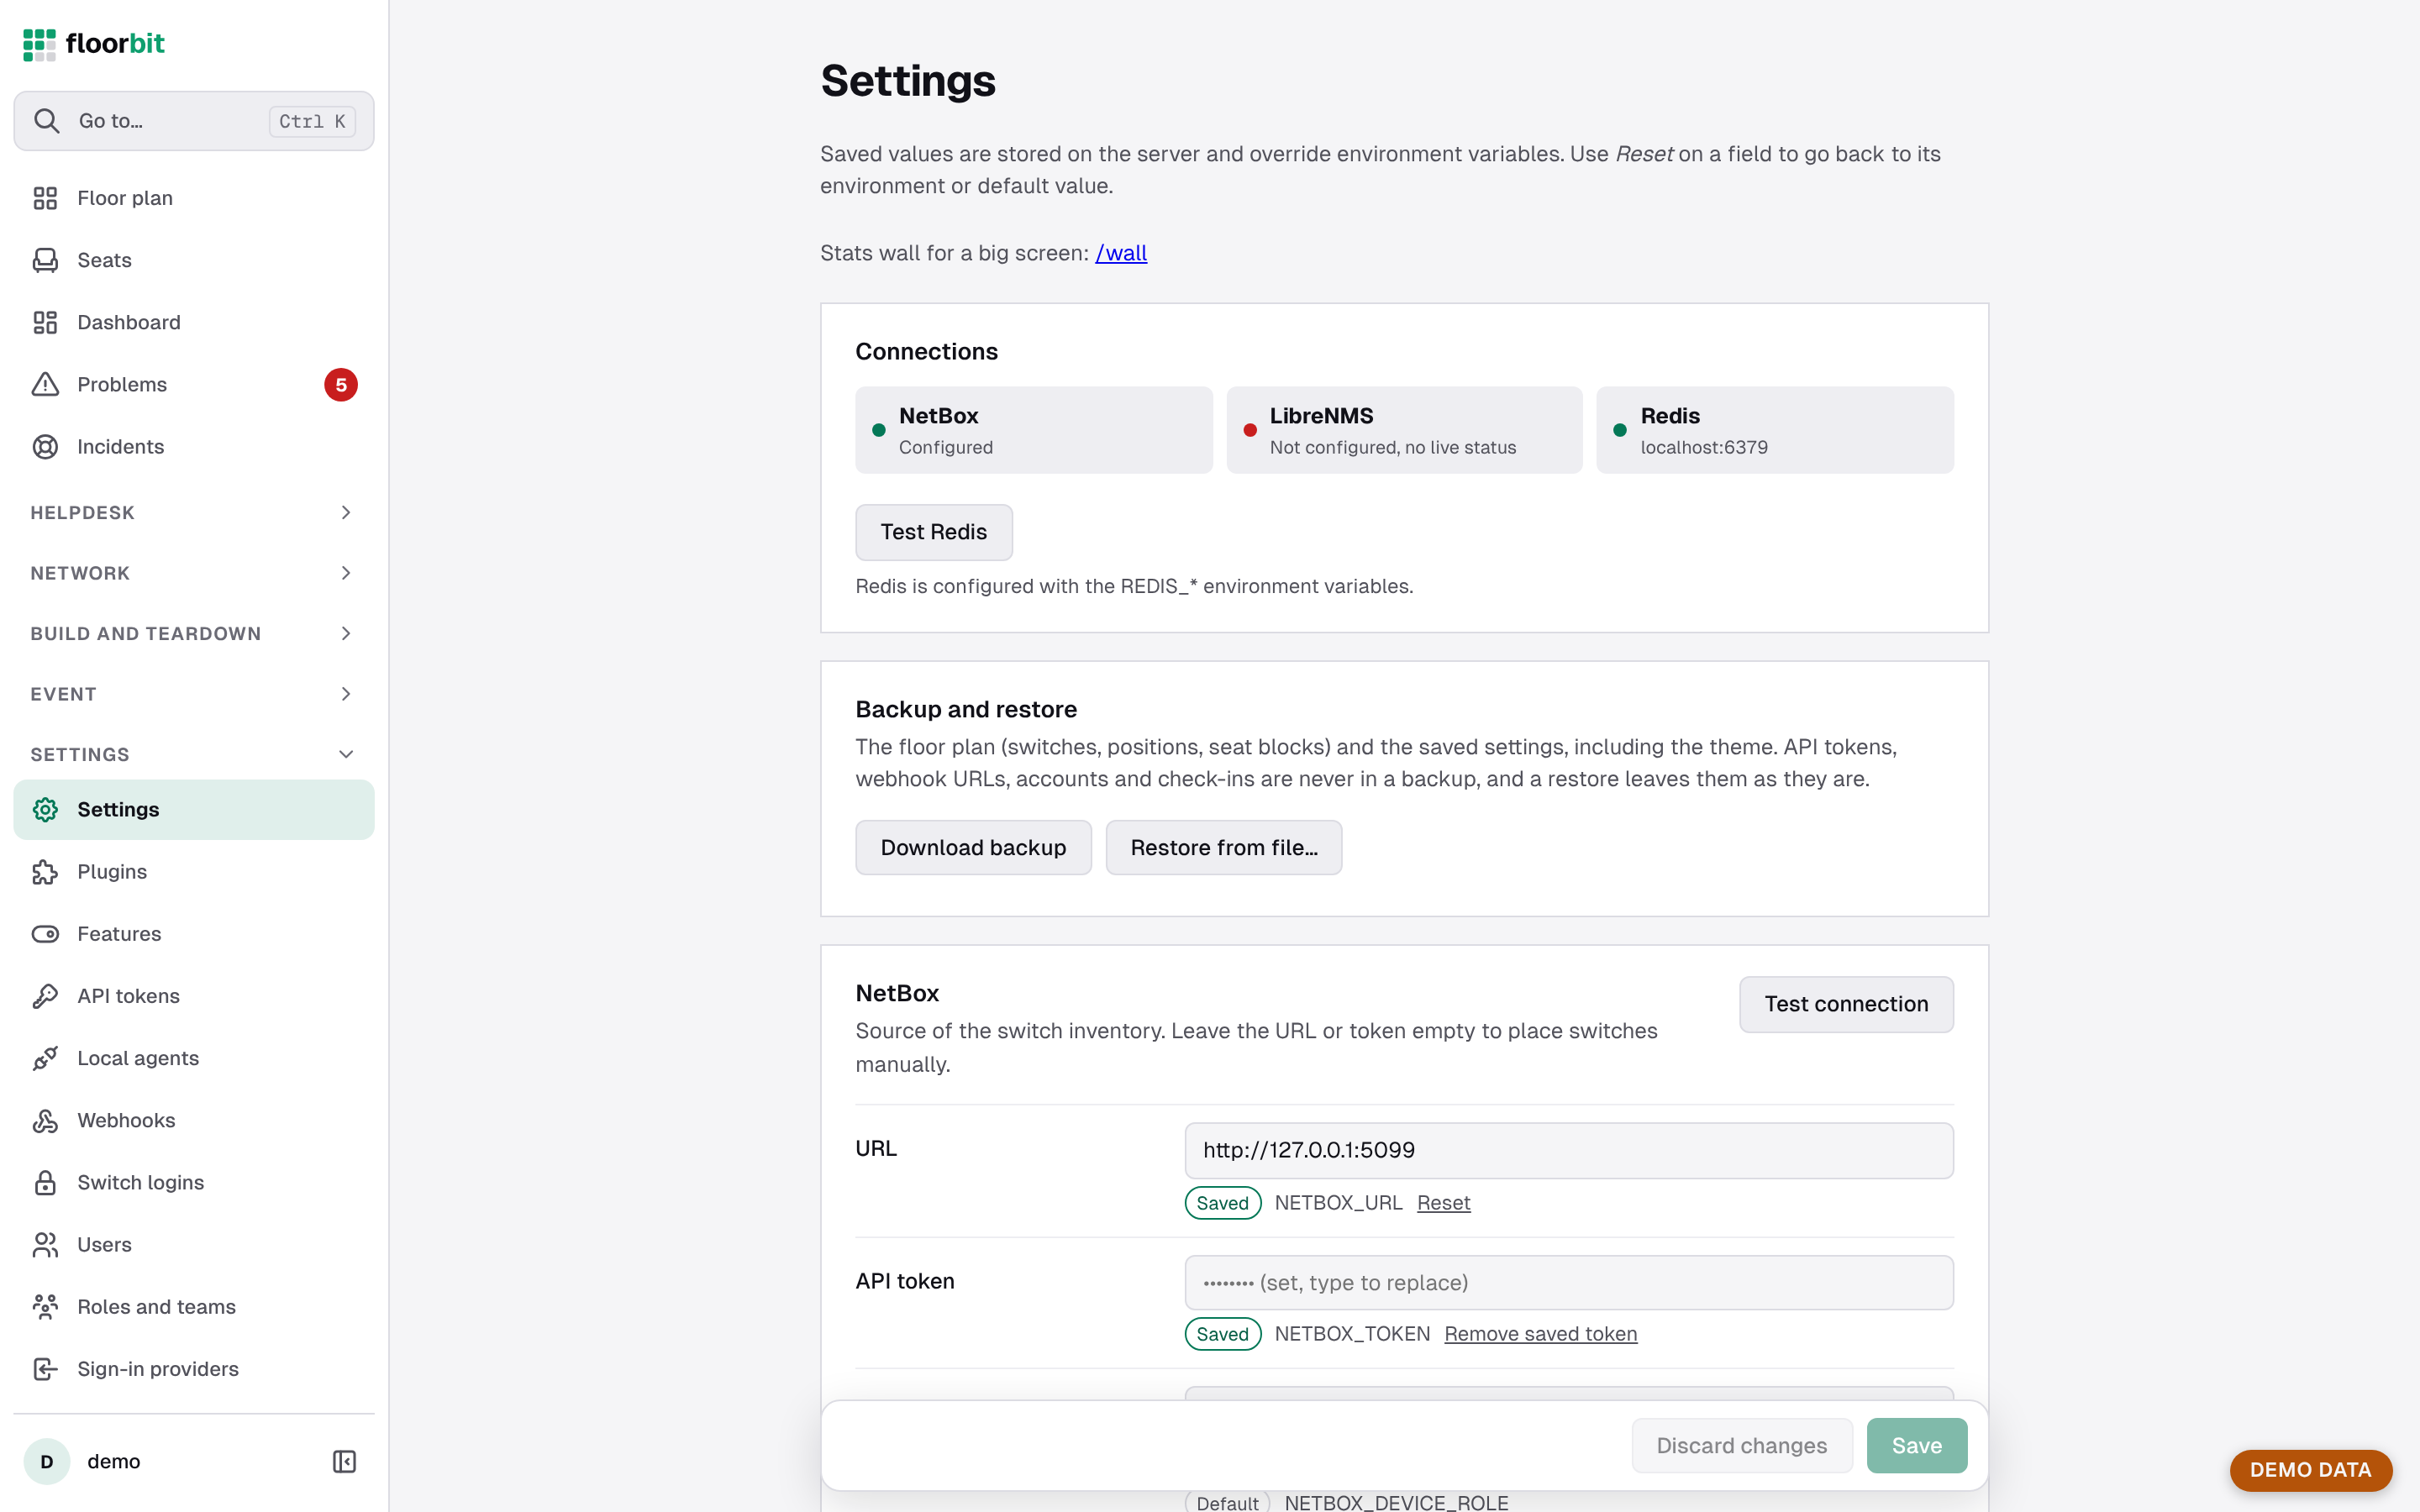 floorbit
Go to...
Ctrl K
Floor plan
Seats
Dashboard
Problems
5
Incidents
HELPDESK
NETWORK
BUILD AND TEARDOWN
EVENT
SETTINGS
Settings
Plugins
Features
API tokens
Local agents
Webhooks
Switch logins
Users
Roles and teams
Sign-in providers
D
demo
Settings
Saved values are stored on the server and override environment variables. Use Reset on a field to go back to its
environment or default value.
Stats wall for a big screen: /wall
Connections
NetBox
Configured
LibreNMS
Not configured, no live status
Redis
localhost:6379
Test Redis
Redis is configured with the REDIS_* environment variables.
Backup and restore
The floor plan (switches, positions, seat blocks) and the saved settings, including the theme. API tokens,
webhook URLs, accounts and check-ins are never in a backup, and a restore leaves them as they are.
Download backup
Restore from file...
NetBox
Test connection
Source of the switch inventory. Leave the URL or token empty to place switches
manually.
URL
http://127.0.0.1:5099
Saved NETBOX_URL Reset
API token
•••••••• (set, type to replace)
Saved NETBOX_TOKEN Remove saved token
Discard changes
Save
Default NETBOX_DEVICE_ROLE
DEMO DATA